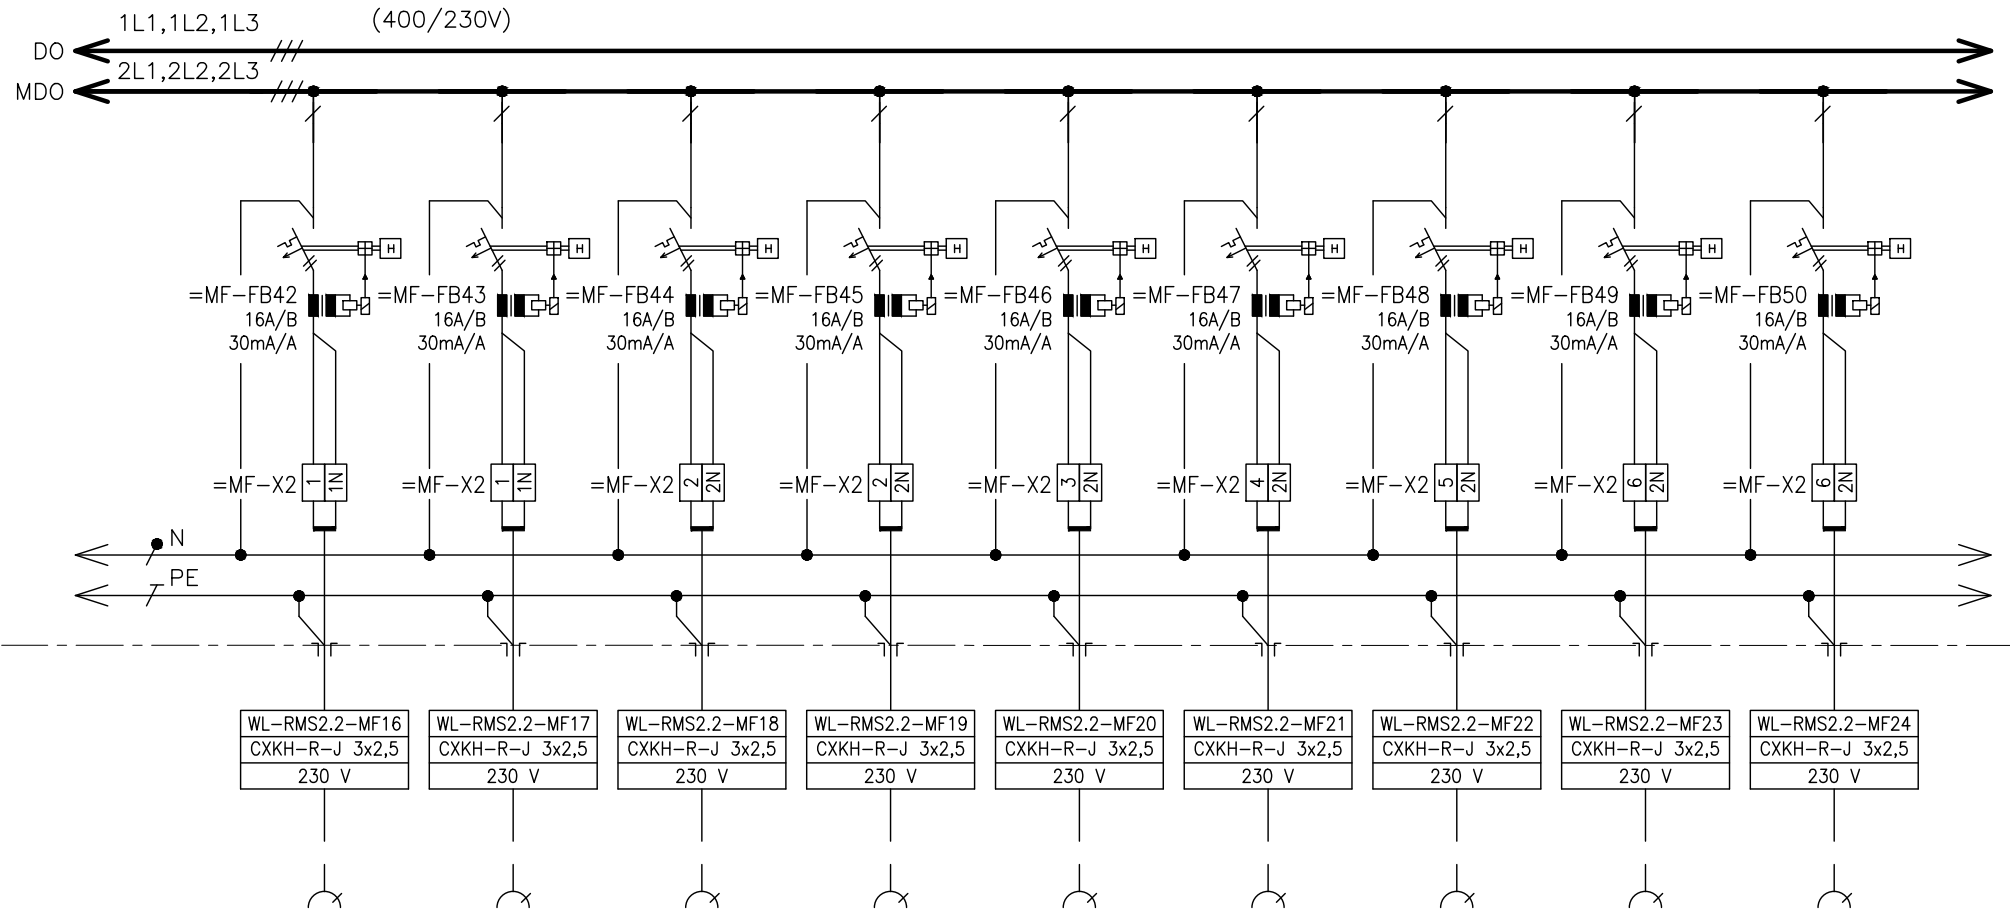 1L1,1L2,1L3 (400/230V)
DO
2L1,2L2,2L3
MDO
H H H H H H H H H
=MF-FB42 =MF-FB43 =MF-FB44 =MF-FB45 =MF-FB46 =MF-FB47 =MF-FB48 =MF-FB49 =MF-FB50
16A/B 16A/B 16A/B 16A/B 16A/B 16A/B 16A/B 16A/B 16A/B
30mA/A 30mA/A 30mA/A 30mA/A 30mA/A 30mA/A 30mA/A 30mA/A 30mA/A
=MF-X2 1 1N =MF-X2 1 1N =MF-X2 2 2N =MF-X2 2 2N =MF-X2 3 2N =MF-X2 4 2N =MF-X2 5 2N =MF-X2 6 2N =MF-X2 6 2N
N
PE
WL-RMS2.2-MF16 WL-RMS2.2-MF17 WL-RMS2.2-MF18 WL-RMS2.2-MF19 WL-RMS2.2-MF20 WL-RMS2.2-MF21 WL-RMS2.2-MF22 WL-RMS2.2-MF23 WL-RMS2.2-MF24
CXKH-R-J 3x2,5 CXKH-R-J 3x2,5 CXKH-R-J 3x2,5 CXKH-R-J 3x2,5 CXKH-R-J 3x2,5 CXKH-R-J 3x2,5 CXKH-R-J 3x2,5 CXKH-R-J 3x2,5 CXKH-R-J 3x2,5
230 V 230 V 230 V 230 V 230 V 230 V 230 V 230 V 230 V